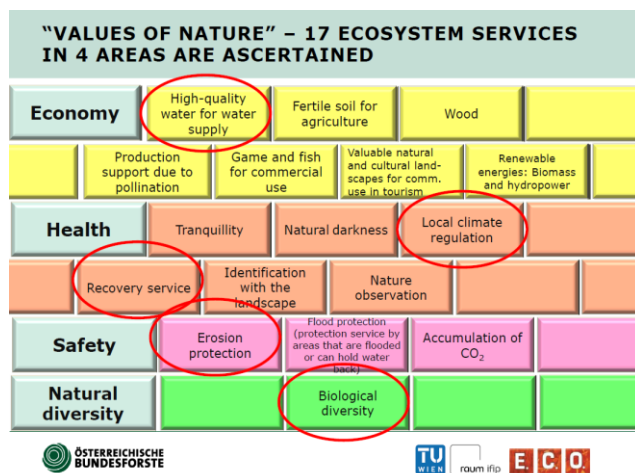 “VALUES OF NATURE” – 17 ECOSYSTEM SERVICES
IN 4 AREAS ARE ASCERTAINED
Economy
High-quality
water for water
supply
Fertile soil for
agriculture
Wood
Production
support due to
pollination
Game and fish
for commercial
use
Valuable natural
and cultural land-
scapes for comm.
use in tourism
Renewable
energies: Biomass
and hydropower
Health
Tranquillity
Natural darkness
Local climate
regulation
Recovery service
Identification
with the
landscape
Nature
observation
Safety
Erosion
protection
Flood protection
(protection service by
areas that are flooded
or can hold water
back)
Accumulation of
CO₂
Natural
diversity
Biological
diversity
ÖSTERREICHISCHE
BUNDESFORSTE
TU
WIEN
raum ifip
E.C.O.